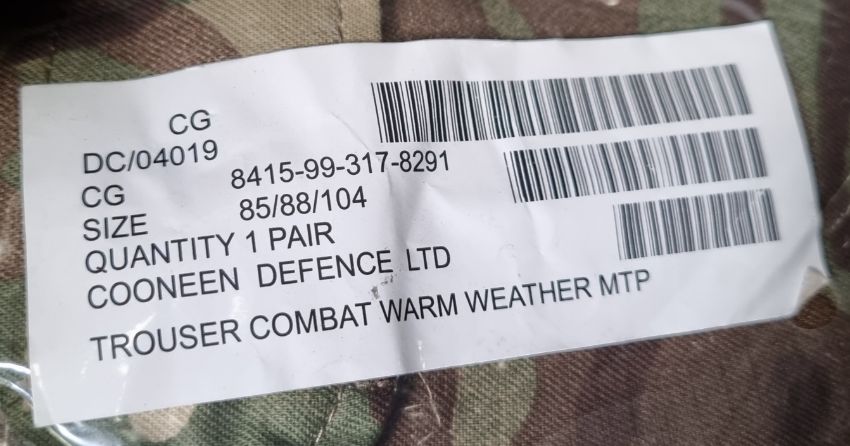 CG
DC/04019
CG 8415-99-317-8291
SIZE 85/88/104
QUANTITY 1 PAIR
COONEEN DEFENCE LTD
TROUSER COMBAT WARM WEATHER MTP